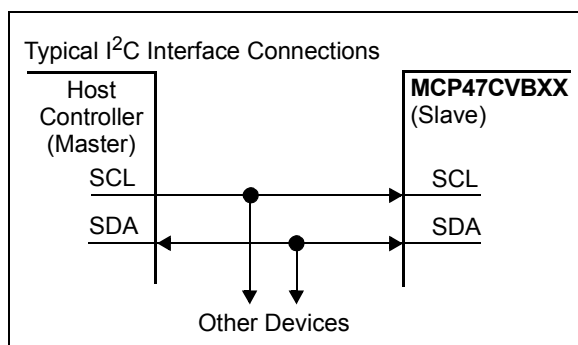 Typical I²C Interface Connections
Host
Controller
(Master)
MCP47CVBXX
(Slave)
SCL
SCL
SDA
SDA
Other Devices